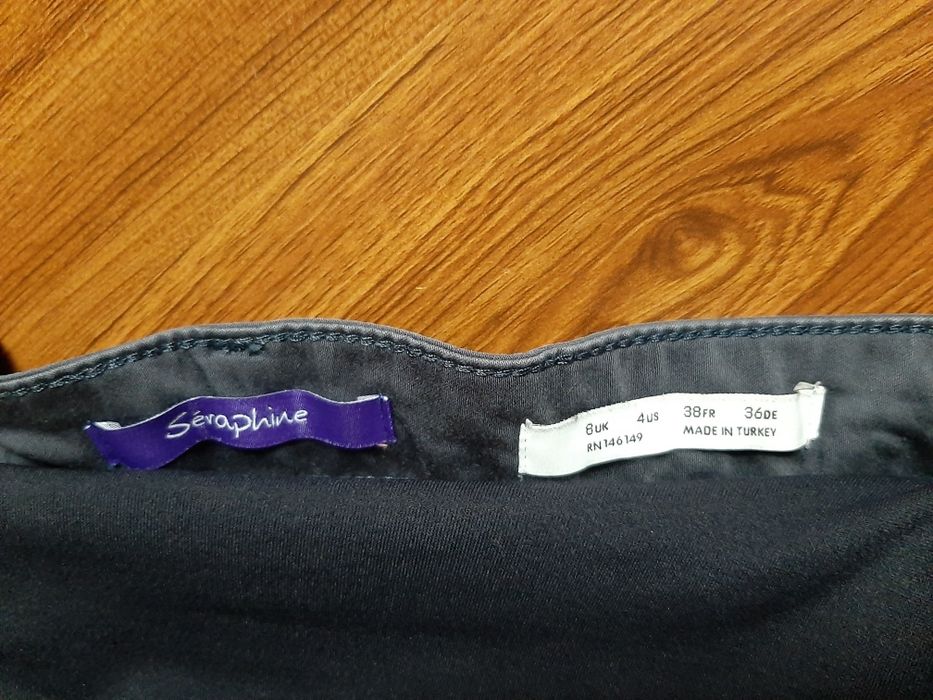 Séraphine
8UK 4US 38FR 36DE
RN146149 MADE IN TURKEY